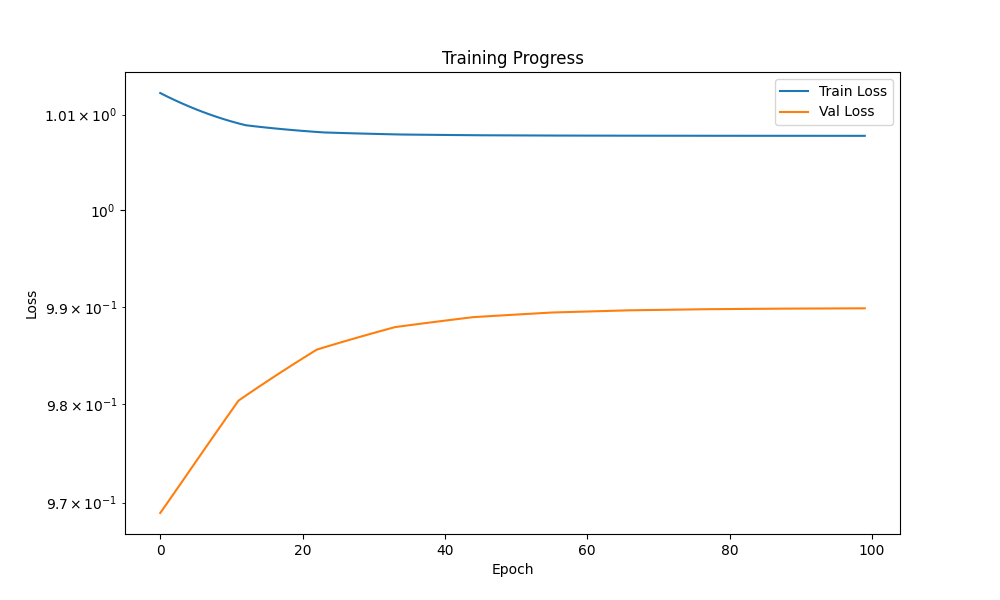 Training Progress
Train Loss
Val Loss
1.01 × 10⁰
10⁰
9.9 × 10⁻¹
9.8 × 10⁻¹
9.7 × 10⁻¹
Loss
0 20 40 60 80 100
Epoch